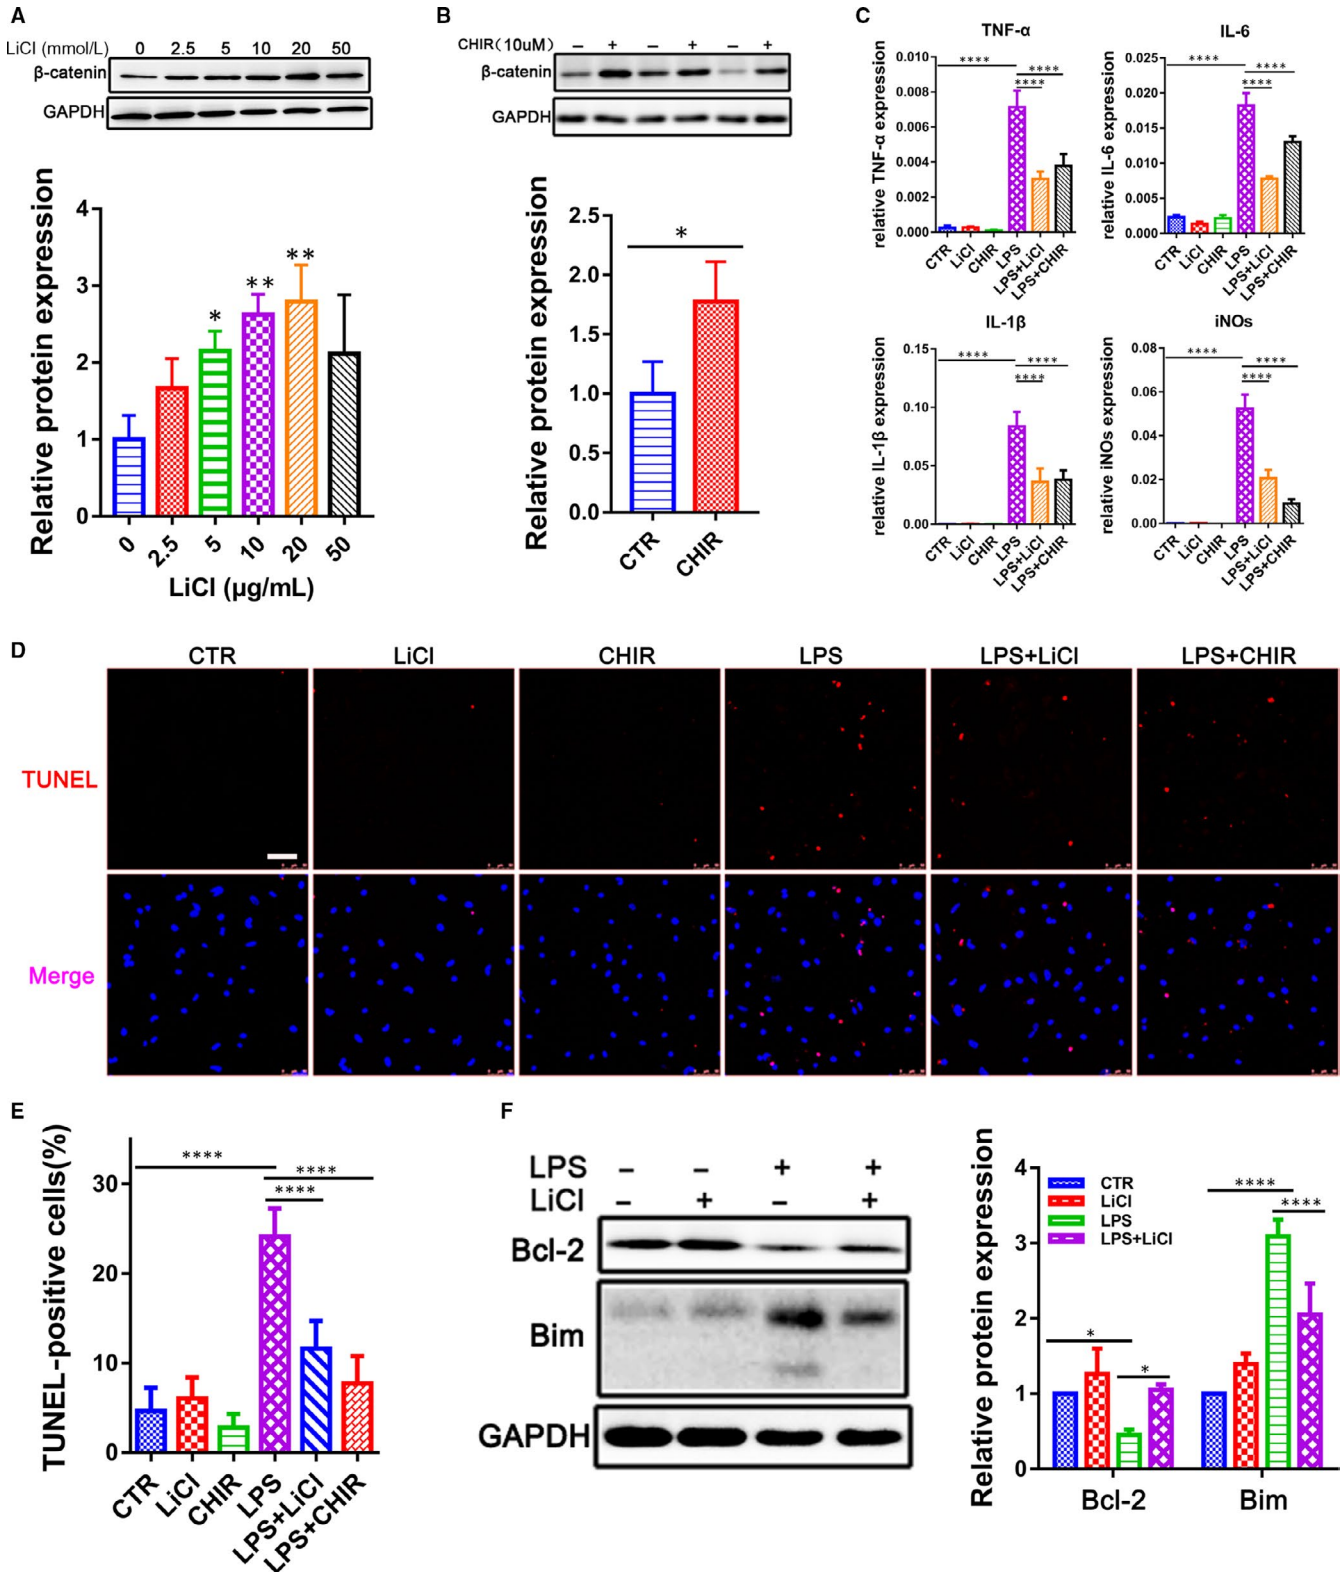 A
LiCl (mmol/L) 0 2.5 5 10 20 50
β-catenin
GAPDH
Relative protein expression
4
3
2
1
0
* ** **
0 2.5 5 10 20 50
LiCl (μg/mL)
B
CHIR(10uM) – + – + – +
β-catenin
GAPDH
Relative protein expression
2.5
2.0
1.5
1.0
0.5
0.0
*
CTR CHIR
C
TNF-α
relative TNF-α expression
0.010
0.008
0.006
0.004
0.002
0.000
**** ****
****
CTR LiCl CHIR LPS LPS+LiCl LPS+CHIR
IL-6
relative IL-6 expression
0.025
0.020
0.015
0.010
0.005
0.000
**** ****
****
CTR LiCl CHIR LPS LPS+LiCl LPS+CHIR
IL-1β
relative IL-1β expression
0.15
0.10
0.05
0.00
**** ****
****
CTR LiCl CHIR LPS LPS+LiCl LPS+CHIR
iNOs
relative iNOs expression
0.08
0.06
0.04
0.02
0.00
**** ****
****
CTR LiCl CHIR LPS LPS+LiCl LPS+CHIR
D
CTR LiCl CHIR LPS LPS+LiCl LPS+CHIR
TUNEL
Merge
E
TUNEL-positive cells(%)
30
20
10
0
**** ****
****
CTR LiCl CHIR LPS LPS+LiCl LPS+CHIR
F
LPS – – + +
LiCl – + – +
Bcl-2
Bim
GAPDH
Relative protein expression
4
3
2
1
0
CTR
LiCl
LPS
LPS+LiCl
* *
**** ****
Bcl-2 Bim